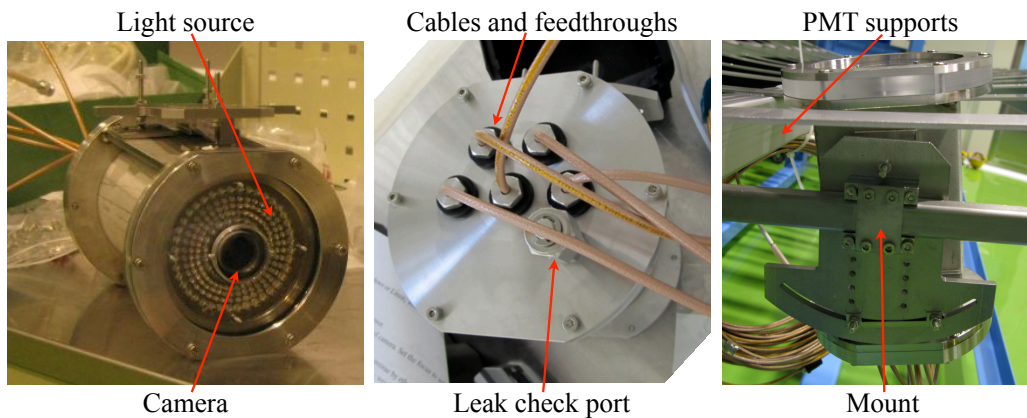 Light source
Cables and feedthroughs
PMT supports
Camera
Leak check port
Mount